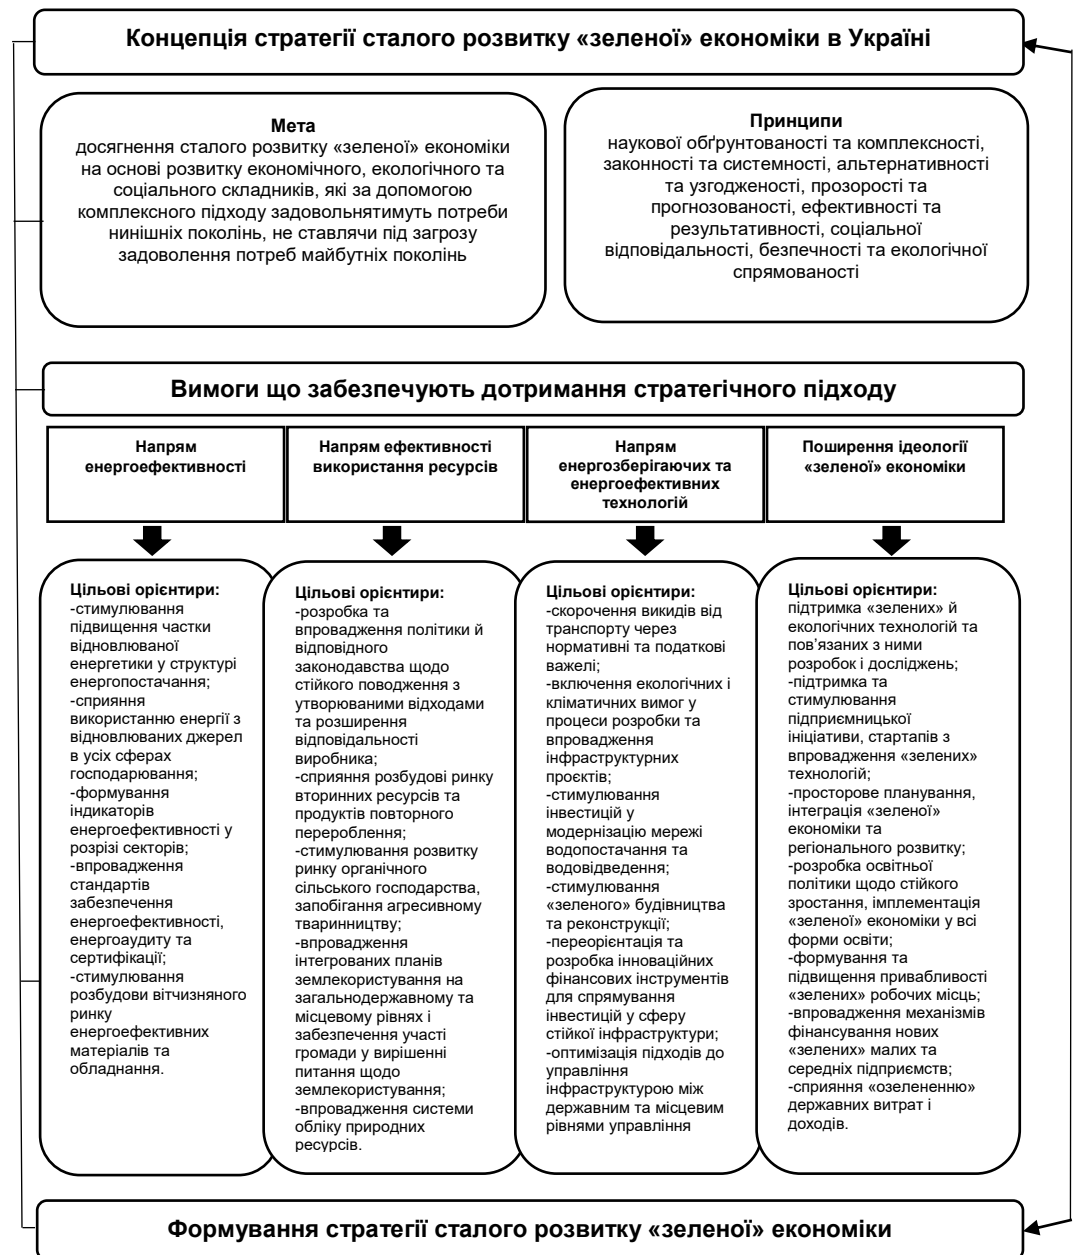 Концепція стратегії сталого розвитку «зеленої» економіки в Україні
Мета
досягнення сталого розвитку «зеленої» економіки
на основі розвитку економічного, екологічного та
соціального складників, які за допомогою
комплексного підходу задовольнятимуть потреби
нинішніх поколінь, не ставлячи під загрозу
задоволення потреб майбутніх поколінь
Принципи
наукової обґрунтованості та комплексності,
законності та системності, альтернативності
та узгодженості, прозорості та
прогнозованості, ефективності та
результативності, соціальної
відповідальності, безпечності та екологічної
спрямованості
Вимоги що забезпечують дотримання стратегічного підходу
Напрям
енергоефективності
Напрям ефективності
використання ресурсів
Напрям
енергозберігаючих та
енергоефективних
технологій
Поширення ідеології
«зеленої» економіки
Цільові орієнтири:
-стимулювання
підвищення частки
відновлюваної
енергетики у структурі
енергопостачання;
-сприяння
використанню енергії з
відновлюваних джерел
в усіх сферах
господарювання;
-формування
індикаторів
енергоефективності у
розрізі секторів;
-впровадження
стандартів
забезпечення
енергоефективності,
енергоаудиту та
сертифікації;
-стимулювання
розбудови вітчизняного
ринку
енергоефективних
матеріалів та
обладнання.
Цільові орієнтири:
-розробка та
впровадження політики й
відповідного
законодавства щодо
стійкого поводження з
утворюваними відходами
та розширення
відповідальності
виробника;
-сприяння розбудові ринку
вторинних ресурсів та
продуктів повторного
перероблення;
-стимулювання розвитку
ринку органічного
сільського господарства,
запобігання агресивному
тваринництву;
-впровадження
інтегрованих планів
землекористування на
загальнодержавному та
місцевому рівнях і
забезпечення участі
громади у вирішенні
питання щодо
землекористування;
-впровадження системи
обліку природних
ресурсів.
Цільові орієнтири:
-скорочення викидів від
транспорту через
нормативні та податкові
важелі;
-включення екологічних і
кліматичних вимог у
процеси розробки та
впровадження
інфраструктурних
проєктів;
-стимулювання
інвестицій у
модернізацію мережі
водопостачання та
водовідведення;
-стимулювання
«зеленого» будівництва
та реконструкції;
-переорієнтація та
розробка інноваційних
фінансових інструментів
для спрямування
інвестицій у сферу
стійкої інфраструктури;
-оптимізація підходів до
управління
інфраструктурою між
державним та місцевим
рівнями управління
Цільові орієнтири:
підтримка «зелених» й
екологічних технологій та
пов’язаних з ними
розробок і досліджень;
-підтримка та
стимулювання
підприємницької
ініціативи, стартапів з
впровадження «зелених»
технологій;
-просторове планування,
інтеграція «зеленої»
економіки та
регіонального розвитку;
-розробка освітньої
політики щодо стійкого
зростання, імплементація
«зеленої» економіки у всі
форми освіти;
-формування та
підвищення привабливості
«зелених» робочих місць;
-впровадження механізмів
фінансування нових
«зелених» малих та
середніх підприємств;
-сприяння «озелененню»
державних витрат і
доходів.
Формування стратегії сталого розвитку «зеленої» економіки